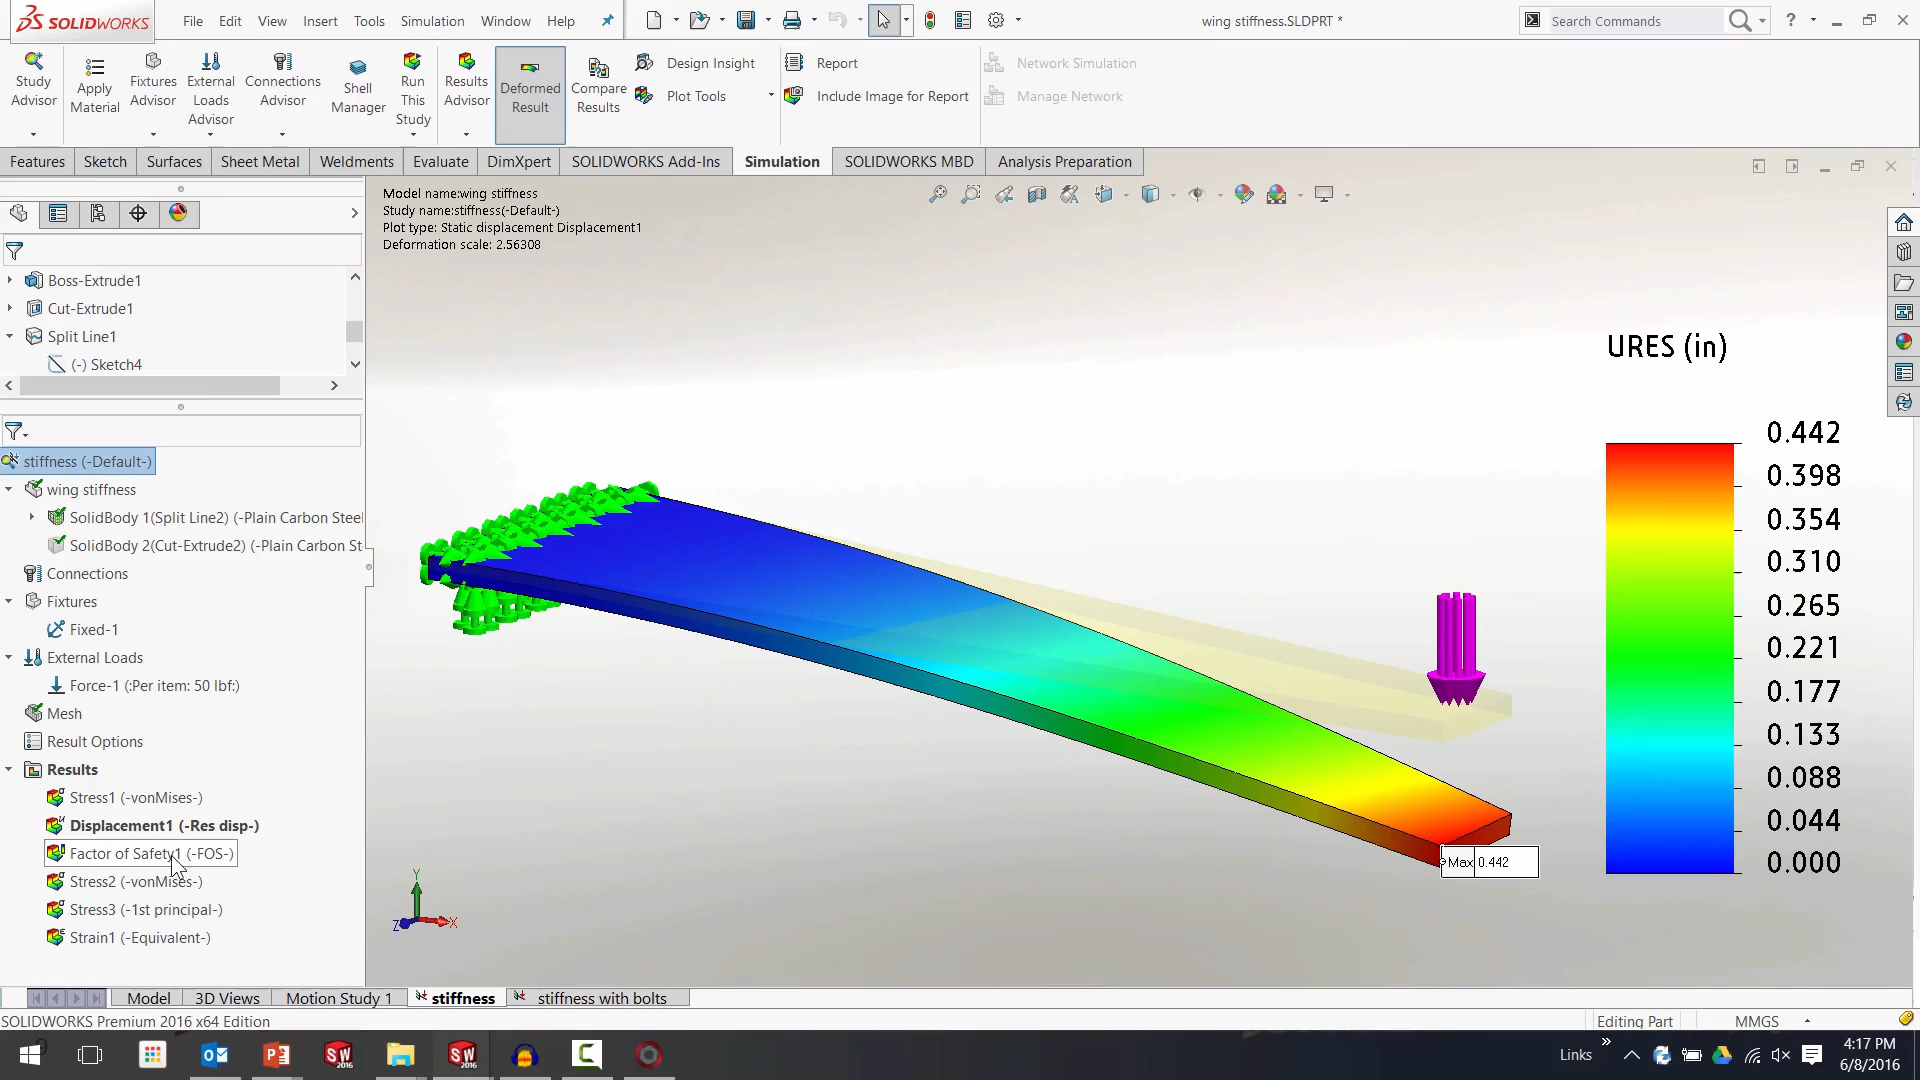 SOLIDWORKS
File Edit View Insert Tools Simulation Window Help
wing stiffness.SLDPRT *
Search Commands
?
Study Advisor
Apply Material
Fixtures Advisor
External Loads Advisor
Connections Advisor
Shell Manager
Run This Study
Results Advisor
Deformed Result
Compare Results
Design Insight
Plot Tools
Report
Include Image for Report
Network Simulation
Manage Network
Features Sketch Surfaces Sheet Metal Weldments Evaluate DimXpert SOLIDWORKS Add-Ins Simulation SOLIDWORKS MBD Analysis Preparation
Model name:wing stiffness
Study name:stiffness(-Default-)
Plot type: Static displacement Displacement1
Deformation scale: 2.56308
Boss-Extrude1
Cut-Extrude1
Split Line1
(-) Sketch4
stiffness (-Default-)
wing stiffness
SolidBody 1(Split Line2) (-Plain Carbon Steel
SolidBody 2(Cut-Extrude2) (-Plain Carbon St
Connections
Fixtures
Fixed-1
External Loads
Force-1 (:Per item: 50 lbf:)
Mesh
Result Options
Results
Stress1 (-vonMises-)
Displacement1 (-Res disp-)
Factor of Safety1 (-FOS-)
Stress2 (-vonMises-)
Stress3 (-1st principal-)
Strain1 (-Equivalent-)
URES (in)
0.442
0.398
0.354
0.310
0.265
0.221
0.177
0.133
0.088
0.044
0.000
Max 0.442
Y
Z
X
Model 3D Views Motion Study 1 stiffness stiffness with bolts
SOLIDWORKS Premium 2016 x64 Edition
Editing Part
MMGS
SW 2016
SW 2016
Links
4:17 PM
6/8/2016